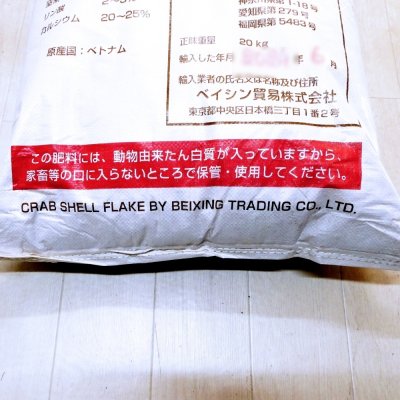 リン酸
カルシウム 20~25%
原産国：ベトナム
神奈川県第1-18号
愛知県第279号
福岡県第5483号
正味重量 20kg
輸入した年月 年 6 月
輸入業者の氏名又は名称及び住所
ベイシン貿易株式会社
東京都中央区日本橋三丁目1番2号
この肥料には、動物由来たん白質が入っていますから、
家畜等の口に入らないところで保管・使用してください。
CRAB SHELL FLAKE BY BEIXING TRADING CO., LTD.